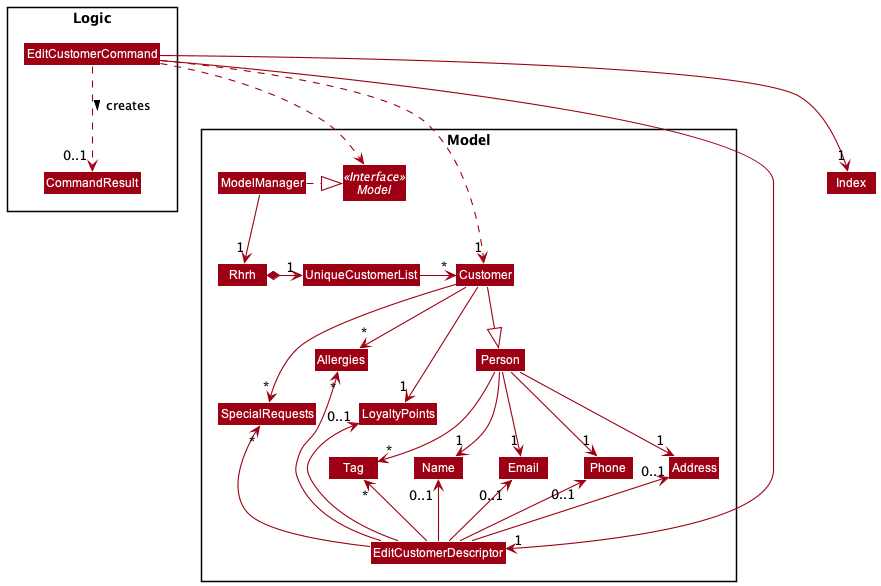 Logic
EditCustomerCommand
creates
0..1
CommandResult
1
Index
Model
ModelManager
«Interface»
Model
1
1
Rhrh
1
UniqueCustomerList
*
Customer
*
Allergies
*
Person
*
1
SpecialRequests
*
0..1
LoyaltyPoints
*
1
1
1
1
Tag
Name
Email
Phone
0..1
Address
*
0..1
0..1
0..1
1
EditCustomerDescriptor